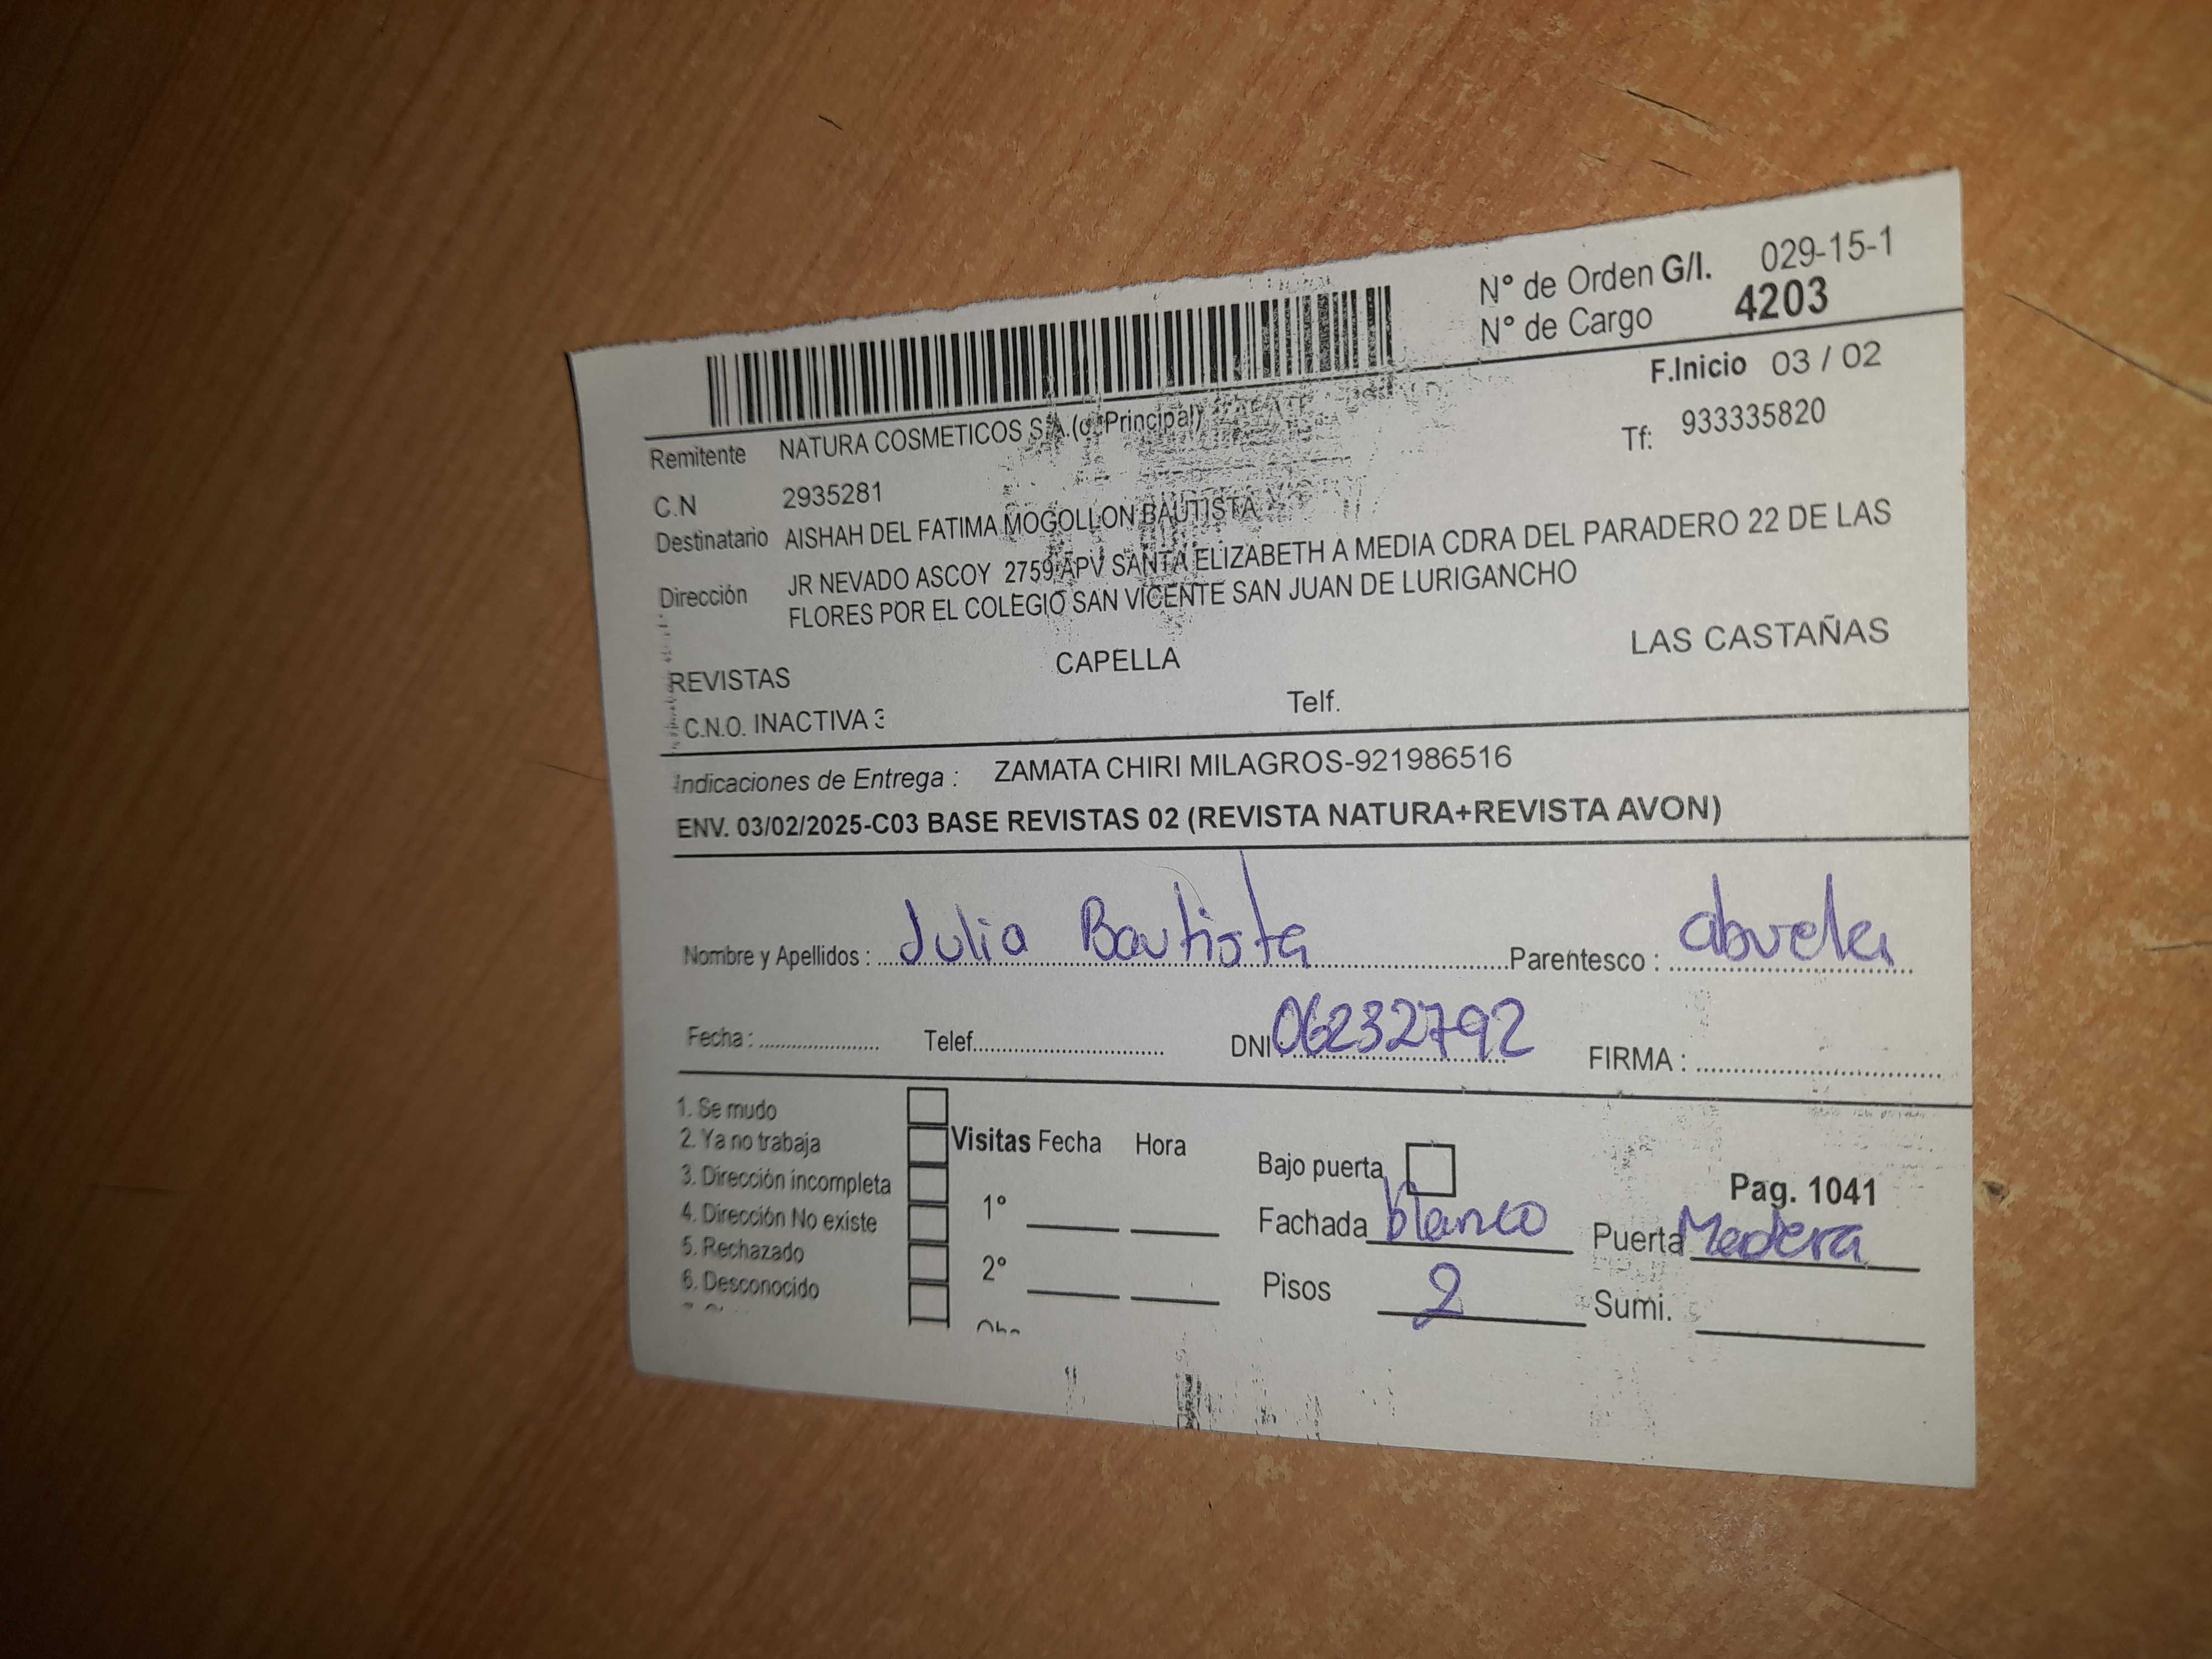 N° de Orden G/I. 029-15-1
N° de Cargo 4203
F.Inicio 03 / 02
Remitente NATURA COSMETICOS S.A.(of Principal)
Tf: 933335820
C.N 2935281
Destinatario AISHAH DEL FATIMA MOGOLLON BAUTISTA
Dirección JR NEVADO ASCOY 2759 APV SANTA ELIZABETH A MEDIA CDRA DEL PARADERO 22 DE LAS
FLORES POR EL COLEGIO SAN VICENTE SAN JUAN DE LURIGANCHO
REVISTAS CAPELLA LAS CASTAÑAS
C.N.O. INACTIVA 3 Telf.
Indicaciones de Entrega : ZAMATA CHIRI MILAGROS-921986516
ENV. 03/02/2025-C03 BASE REVISTAS 02 (REVISTA NATURA+REVISTA AVON)
Nombre y Apellidos : Julia Bautista Parentesco : abuela
Fecha : Telef. DNI 06232792 FIRMA :
1. Se mudo
2. Ya no trabaja
3. Dirección incompleta
4. Dirección No existe
5. Rechazado
6. Desconocido
Visitas Fecha Hora
1°
2°
Bajo puerta
Pag. 1041
Fachada blanco Puerta Madera
Pisos 2 Sumi.